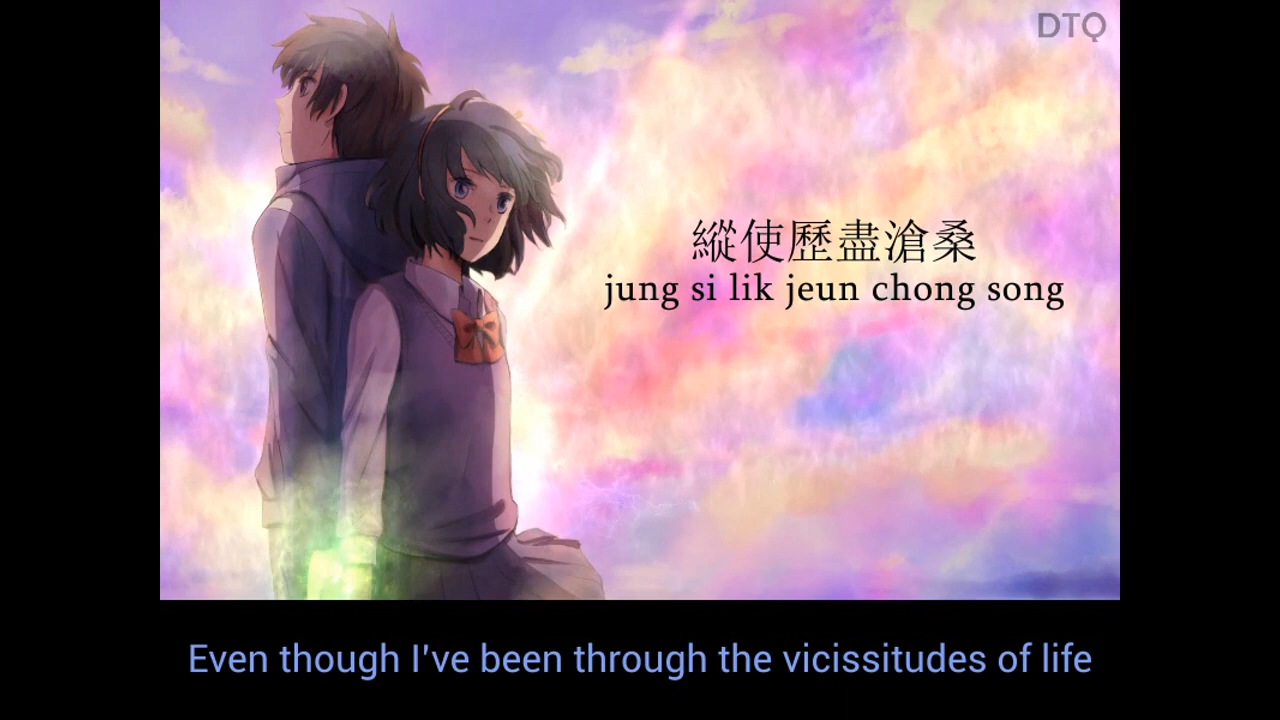 DTQ
縱使歷盡滄桑
jung si lik jeun chong song
Even though I've been through the vicissitudes of life